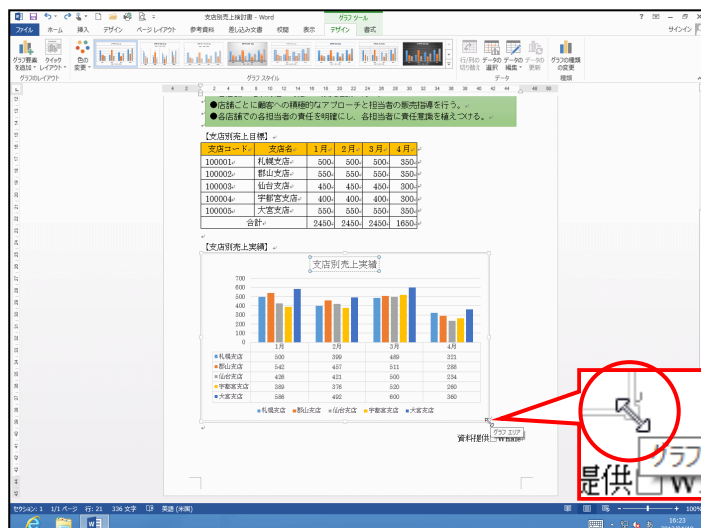 支店別売上検討書 - Word
グラフ ツール
ファイル ホーム 挿入 デザイン ページ レイアウト 参考資料 差し込み文書 校閲 表示 デザイン 書式 サインイン
グラフ要素を追加 クイック レイアウト 色の変更 行/列の切り替え データの選択 データの編集 データの更新 グラフの種類の変更
グラフのレイアウト グラフ スタイル データ 種類
●店舗ごとに顧客への積極的なアプローチと担当者の販売指導を行う。
●各店舗での各担当者の責任を明確にし、各担当者に責任意識を植えつける。
【支店別売上目標】
支店コード 支店名 1月 2月 3月 4月
100001 札幌支店 500 500 500 350
100002 郡山支店 550 550 550 350
100003 仙台支店 450 450 450 300
100004 宇都宮支店 400 400 400 300
100005 大宮支店 550 550 550 350
合計 2450 2450 2450 1650
【支店別売上実績】
支店別売上実績
700
600
500
400
300
200
100
0
1月 2月 3月 4月
札幌支店 500 399 489 321
郡山支店 542 457 511 288
仙台支店 426 421 500 234
宇都宮支店 389 376 520 260
大宮支店 586 492 600 360
札幌支店 郡山支店 仙台支店 宇都宮支店 大宮支店
グラフ エリア
資料提供
グラフ
提供□W
セクション: 1 1/1 ページ 行: 21 336 文字 英語 (米国) 100%
16:23